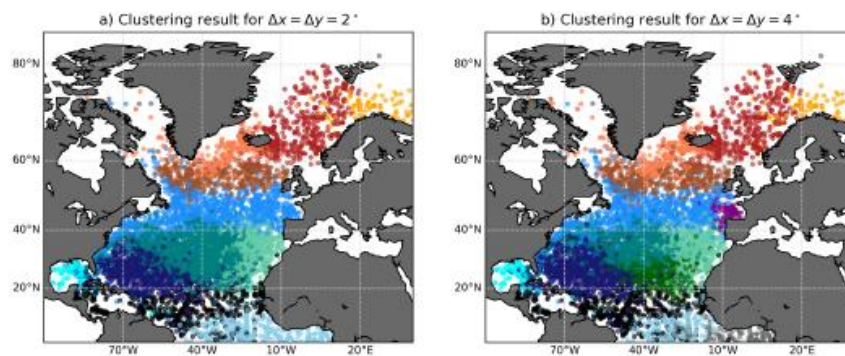 a) Clustering result for Δx = Δy = 2°
b) Clustering result for Δx = Δy = 4°
80°N
80°N
60°N
60°N
40°N
40°N
20°N
20°N
70°W 40°W 10°W 20°E
70°W 40°W 10°W 20°E